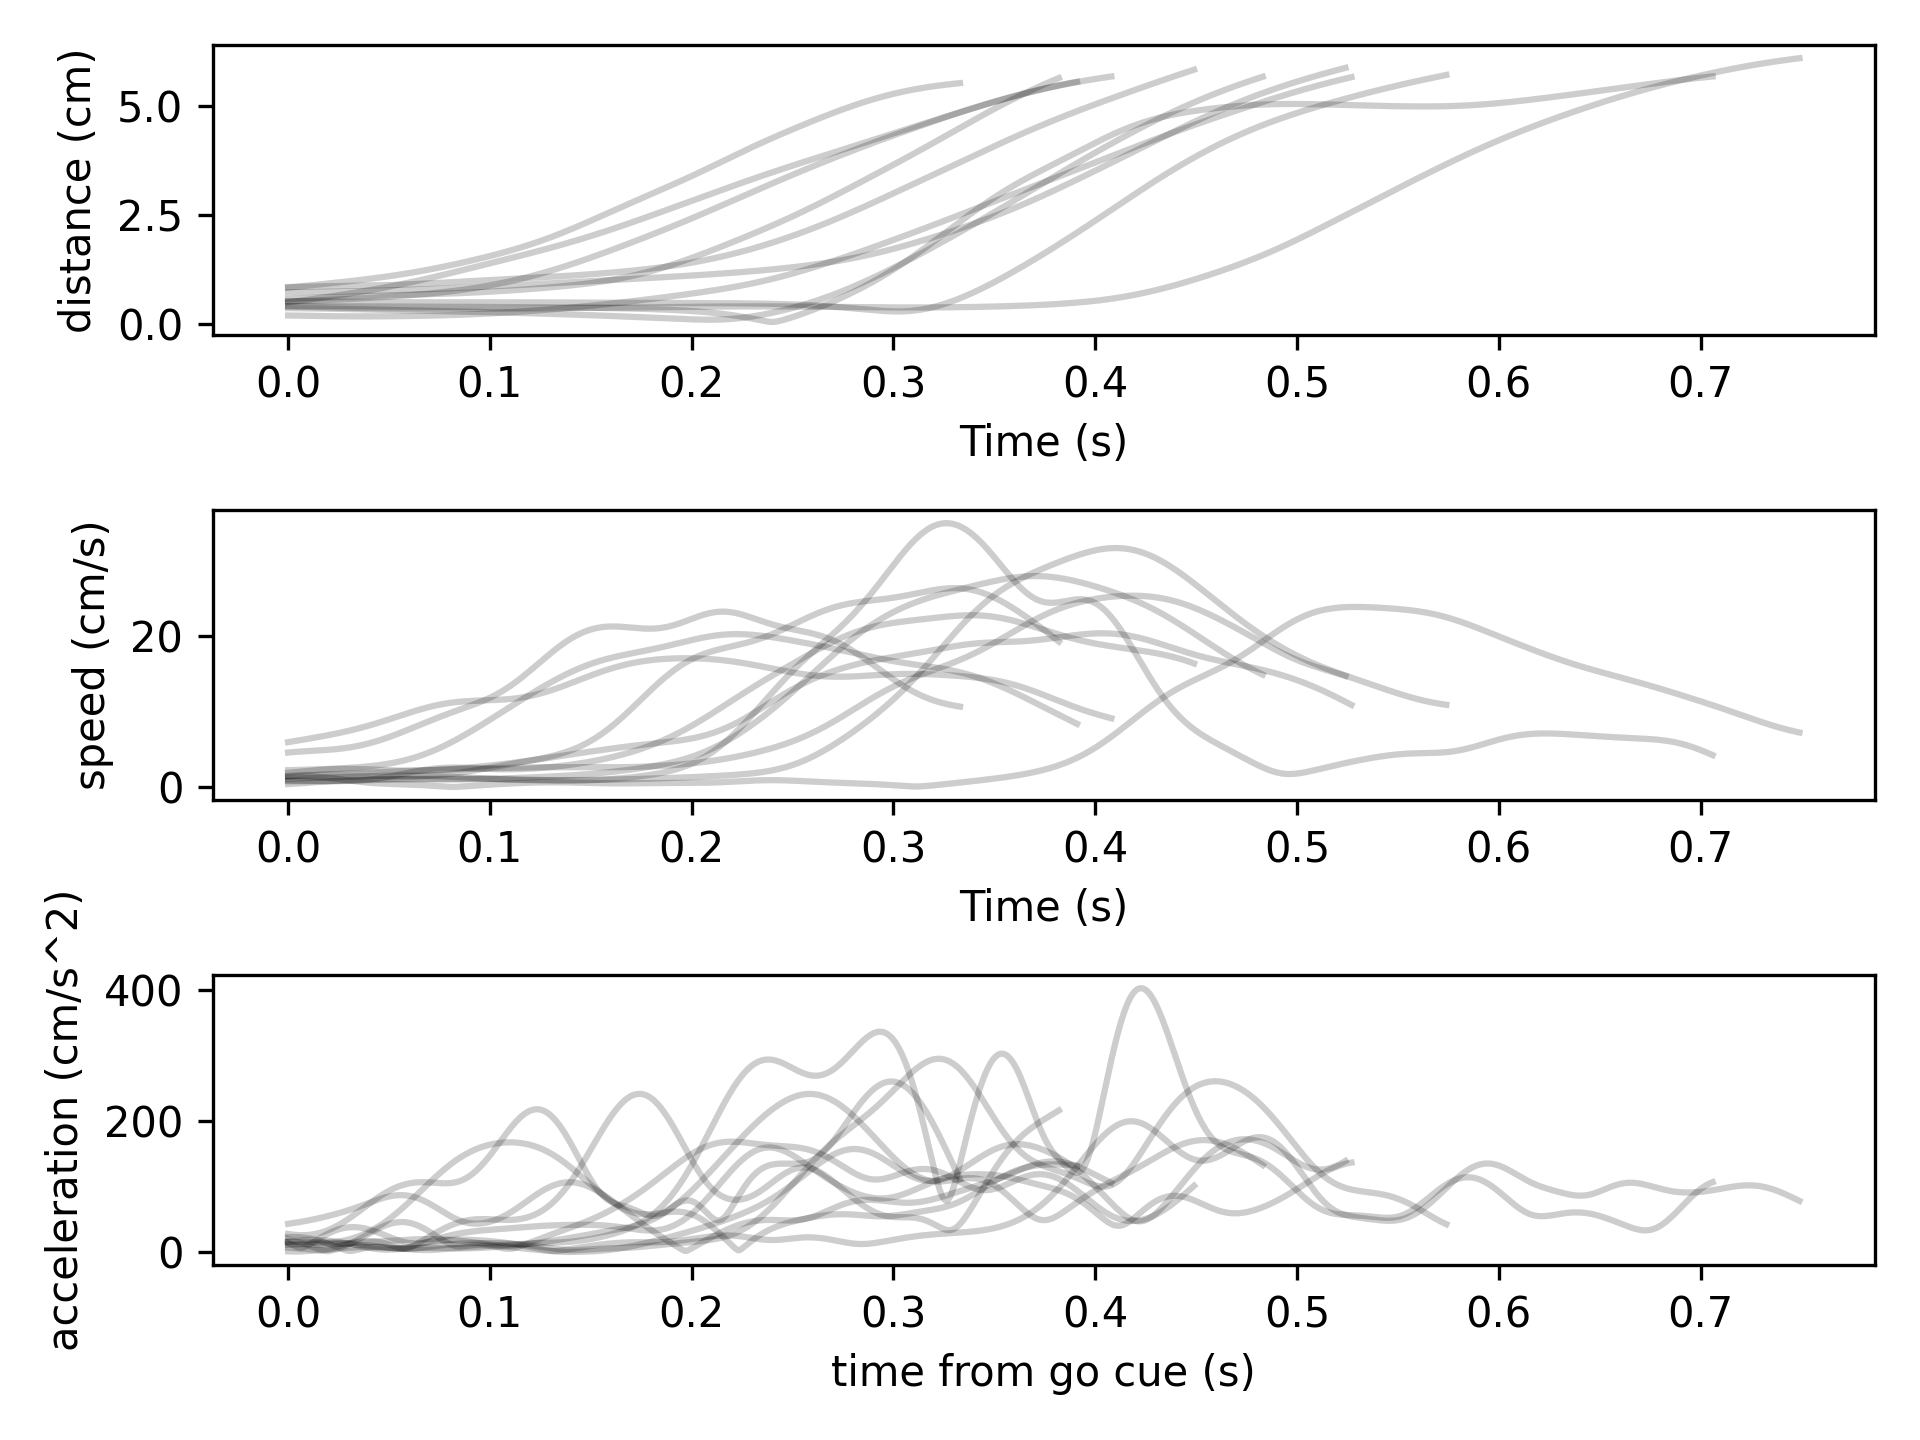 distance (cm)
5.0
2.5
0.0
0.0 0.1 0.2 0.3 0.4 0.5 0.6 0.7
Time (s)
speed (cm/s)
20
0
0.0 0.1 0.2 0.3 0.4 0.5 0.6 0.7
Time (s)
acceleration (cm/s^2)
400
200
0
0.0 0.1 0.2 0.3 0.4 0.5 0.6 0.7
time from go cue (s)